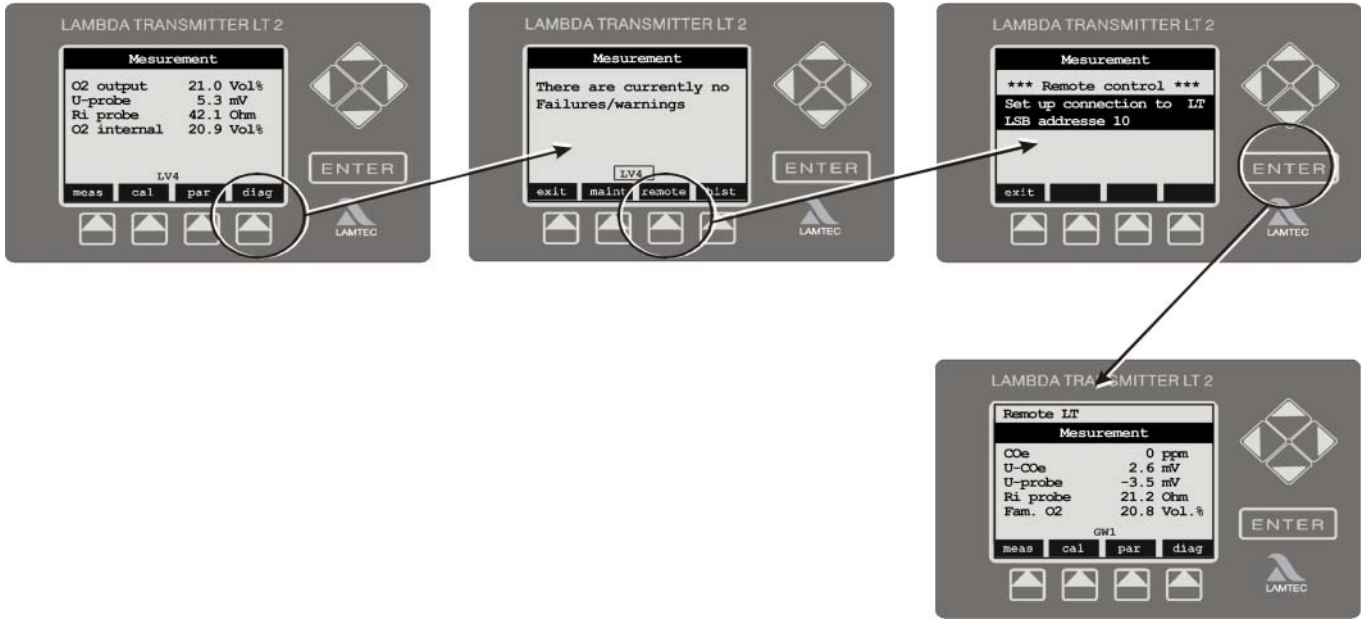 LAMBDA TRANSMITTER LT 2
Mesurement
O2 output 21.0 Vol%
U-probe 5.3 mV
Ri probe 42.1 Ohm
O2 internal 20.9 Vol%
LV4
meas cal par diag
ENTER
LAMTEC
LAMBDA TRANSMITTER LT 2
Mesurement
There are currently no
Failures/warnings
LV4
exit maint remote hist
ENTER
LAMTEC
LAMBDA TRANSMITTER LT 2
Mesurement
*** Remote control ***
Set up connection to LT
LSB addresse 10
exit
ENTER
LAMTEC
LAMBDA TRANSMITTER LT 2
Remote LT
Mesurement
COe 0 ppm
U-COe 2.6 mV
U-probe -3.5 mV
Ri probe 21.2 Ohm
Fam. O2 20.8 Vol.%
GW1
meas cal par diag
ENTER
LAMTEC